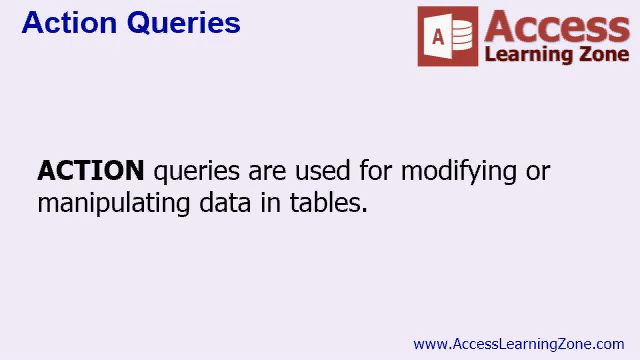 Action Queries
A
Access
Learning Zone
ACTION queries are used for modifying or
manipulating data in tables.
www.AccessLearningZone.com